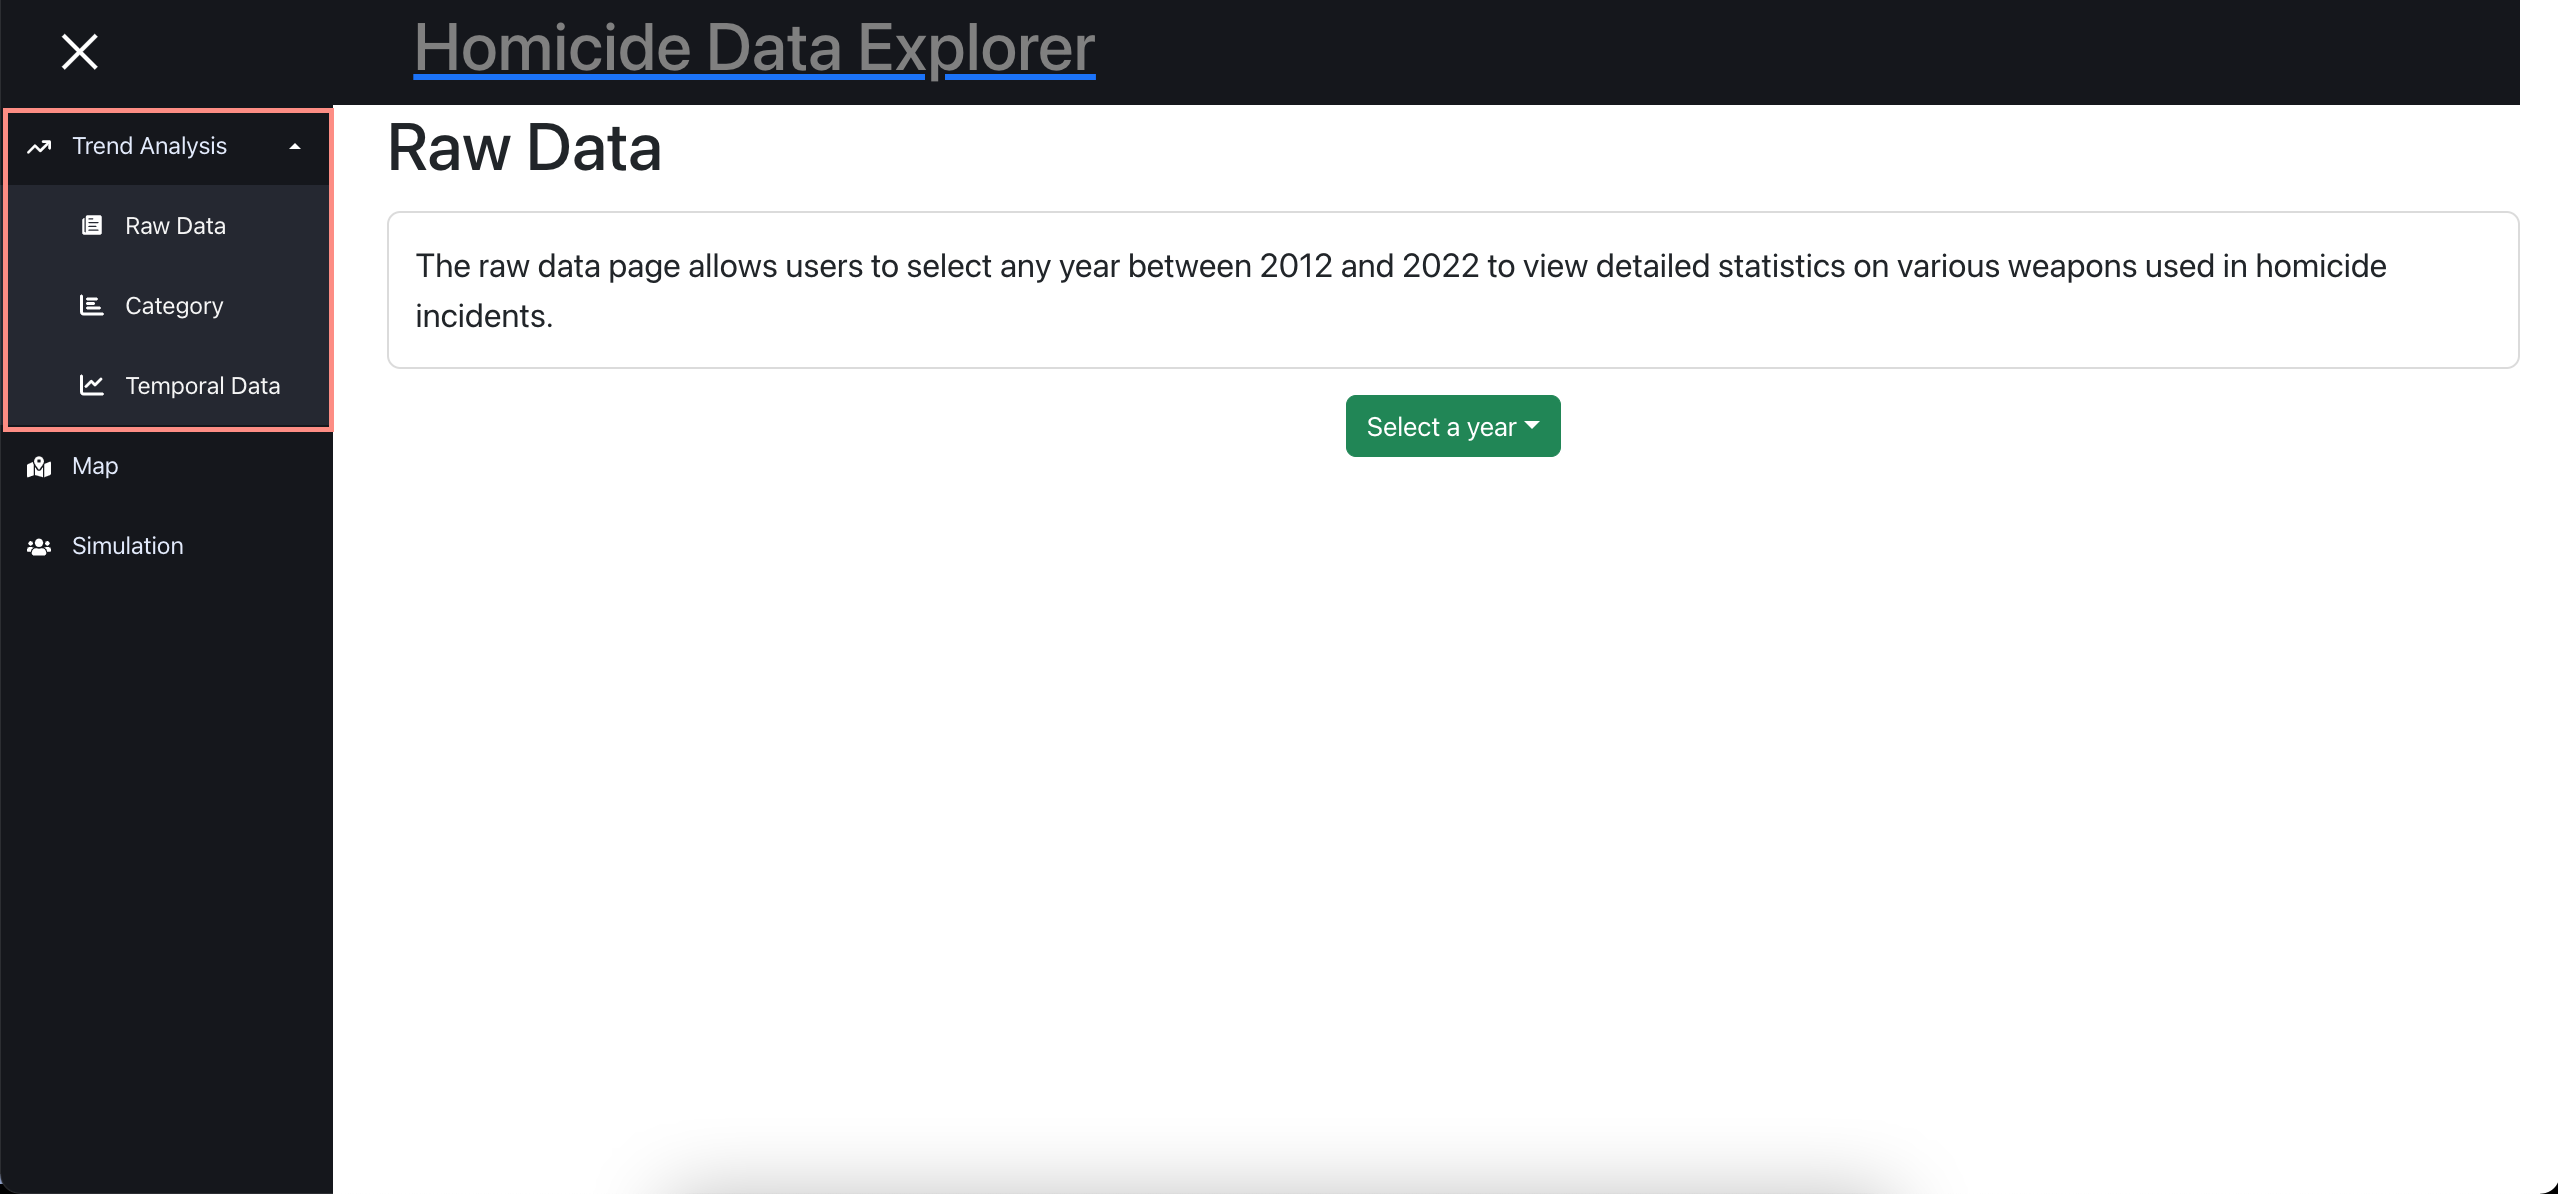 Homicide Data Explorer
Trend Analysis
Raw Data
Category
Temporal Data
Map
Simulation
Raw Data
The raw data page allows users to select any year between 2012 and 2022 to view detailed statistics on various weapons used in homicide
incidents.
Select a year